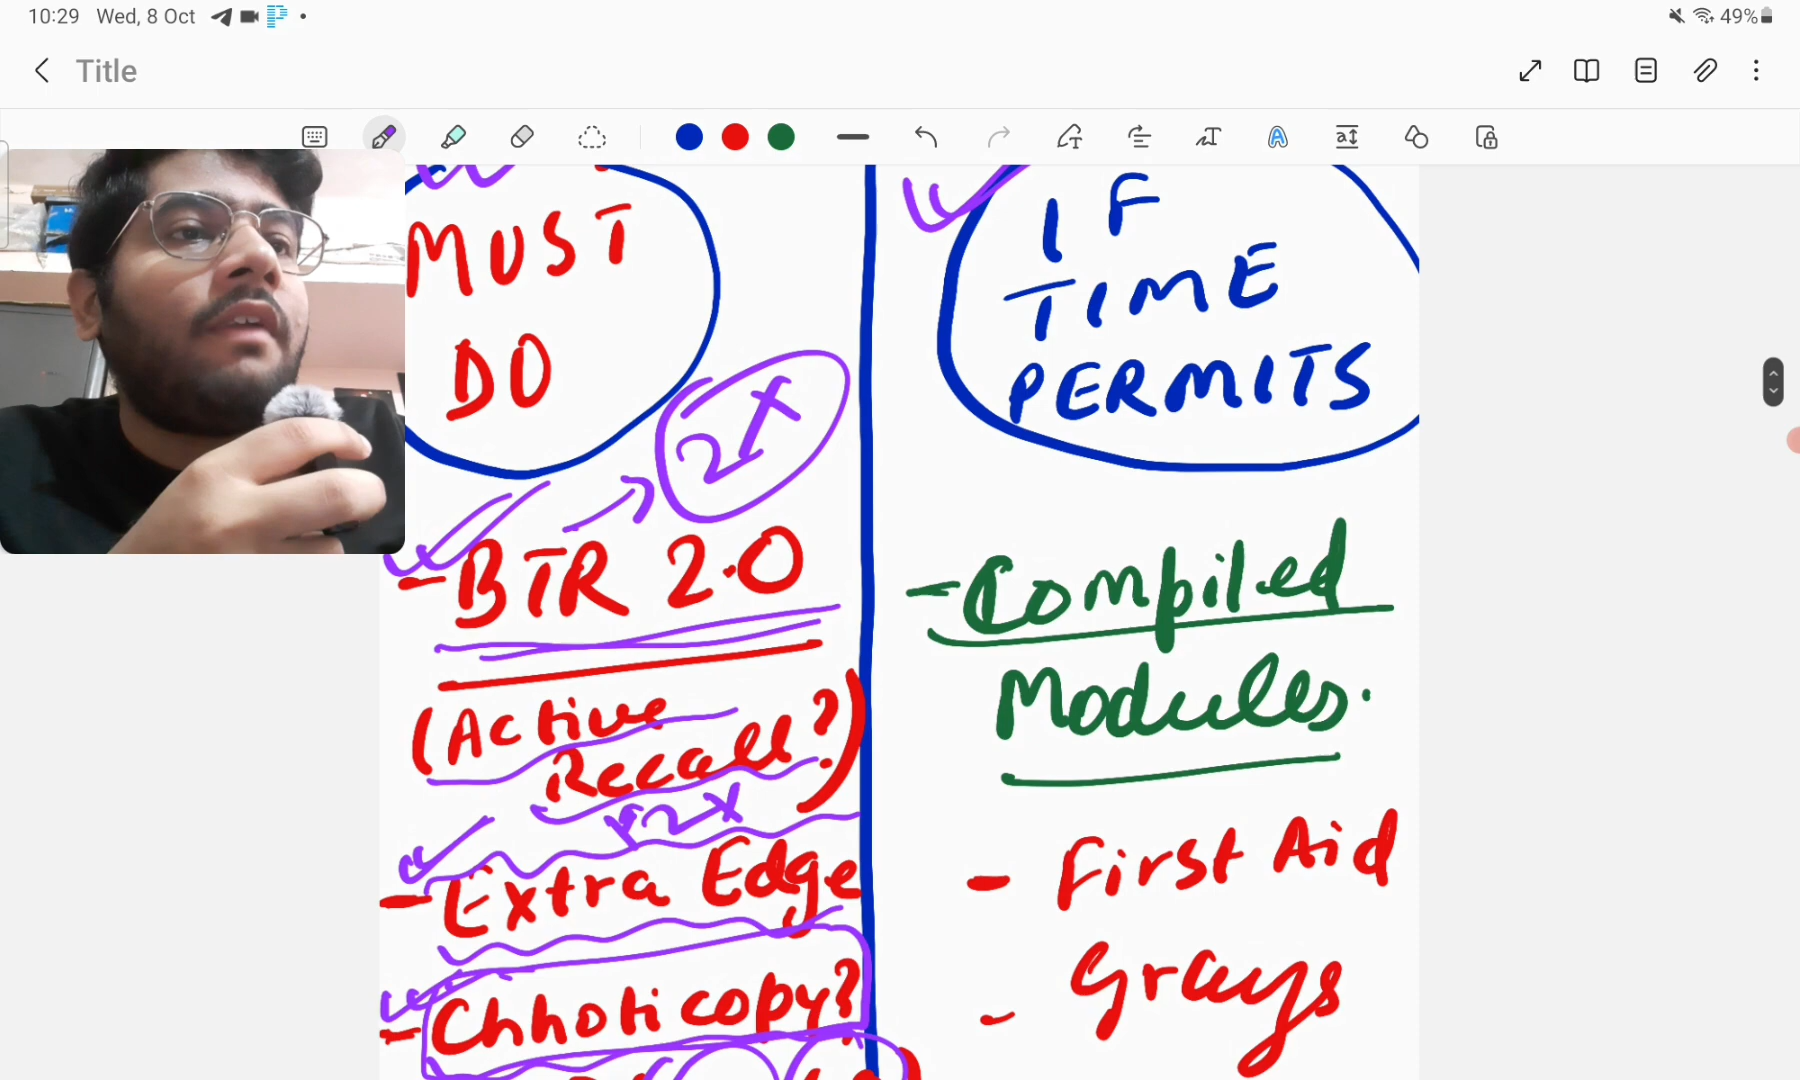 10:29 Wed, 8 Oct
49%
Title
MUST
DO
2X
- BTR 2.0
(Active
Recall?)
2X
- Extra Edge
- Chhoti copy?
IF
TIME
PERMITS
- Compiled
Modules.
- First Aid
- Grays